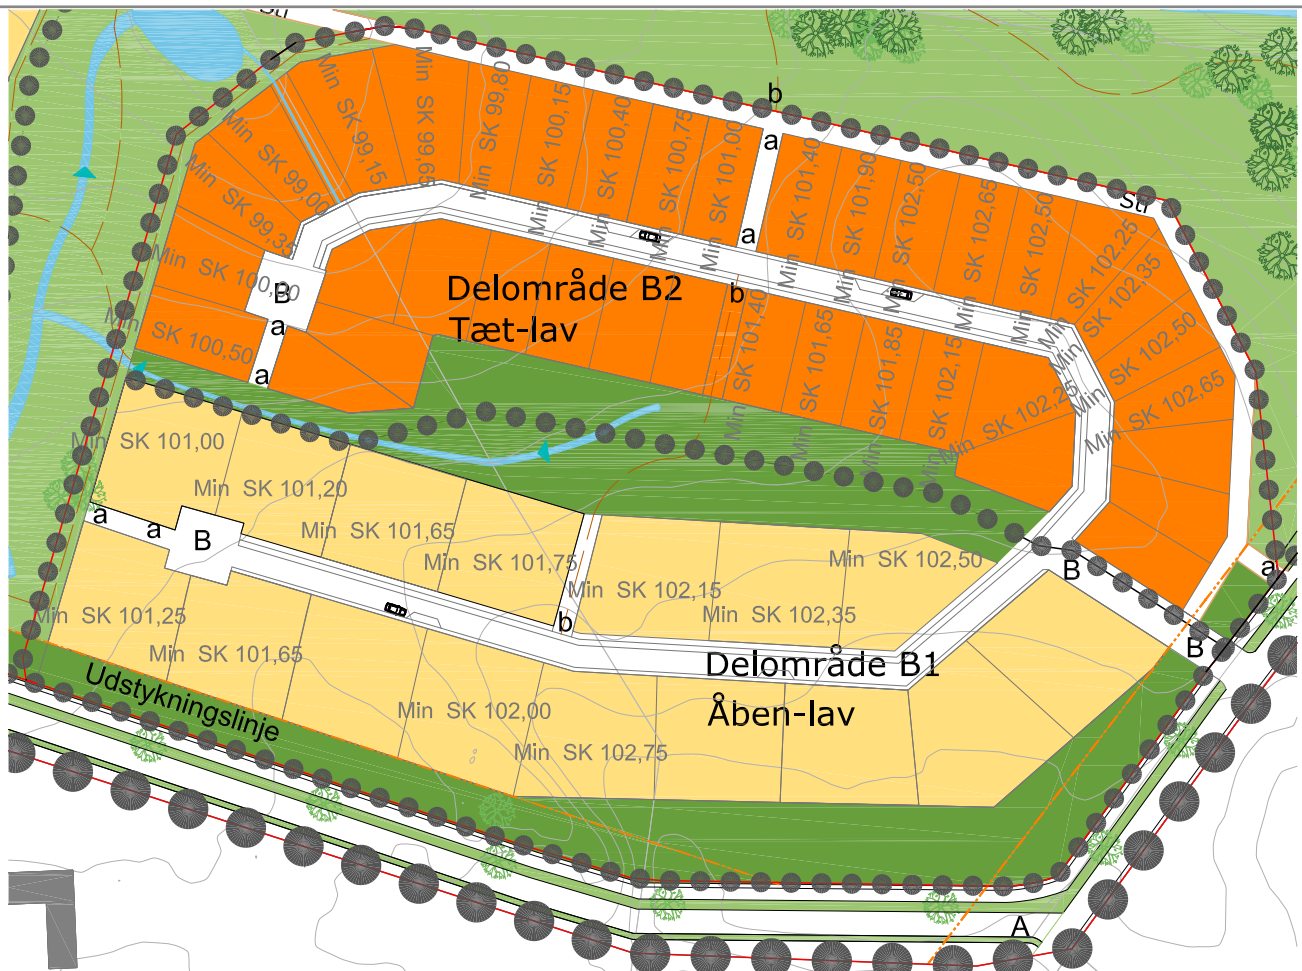 Sti
Min SK 99,80
Min SK 99,65
Min SK 99,15
Min SK 99,00
Min SK 99,35
Min SK 100,00
Min SK 100,50
Min SK 100,15
Min SK 100,40
Min SK 100,75
Min SK 101,00
b
a
a
b
Min SK 101,40
Min SK 101,90
Min SK 102,50
Min SK 102,65
Min SK 102,50
Sti
Min SK 102,25
Min SK 102,35
Min SK 102,50
Min SK 102,65
B
a
a
Delområde B2
Tæt-lav
Min SK 101,40
Min SK 101,65
Min SK 101,85
Min SK 102,15
Min SK 102,25
Min SK 101,00
Min SK 101,20
Min SK 101,65
Min SK 101,75
Min SK 102,15
Min SK 102,35
Min SK 102,50
a
a
B
b
B
B
a
Min SK 101,25
Min SK 101,65
Min SK 102,00
Min SK 102,75
Delområde B1
Åben-lav
Udstykningslinje
A